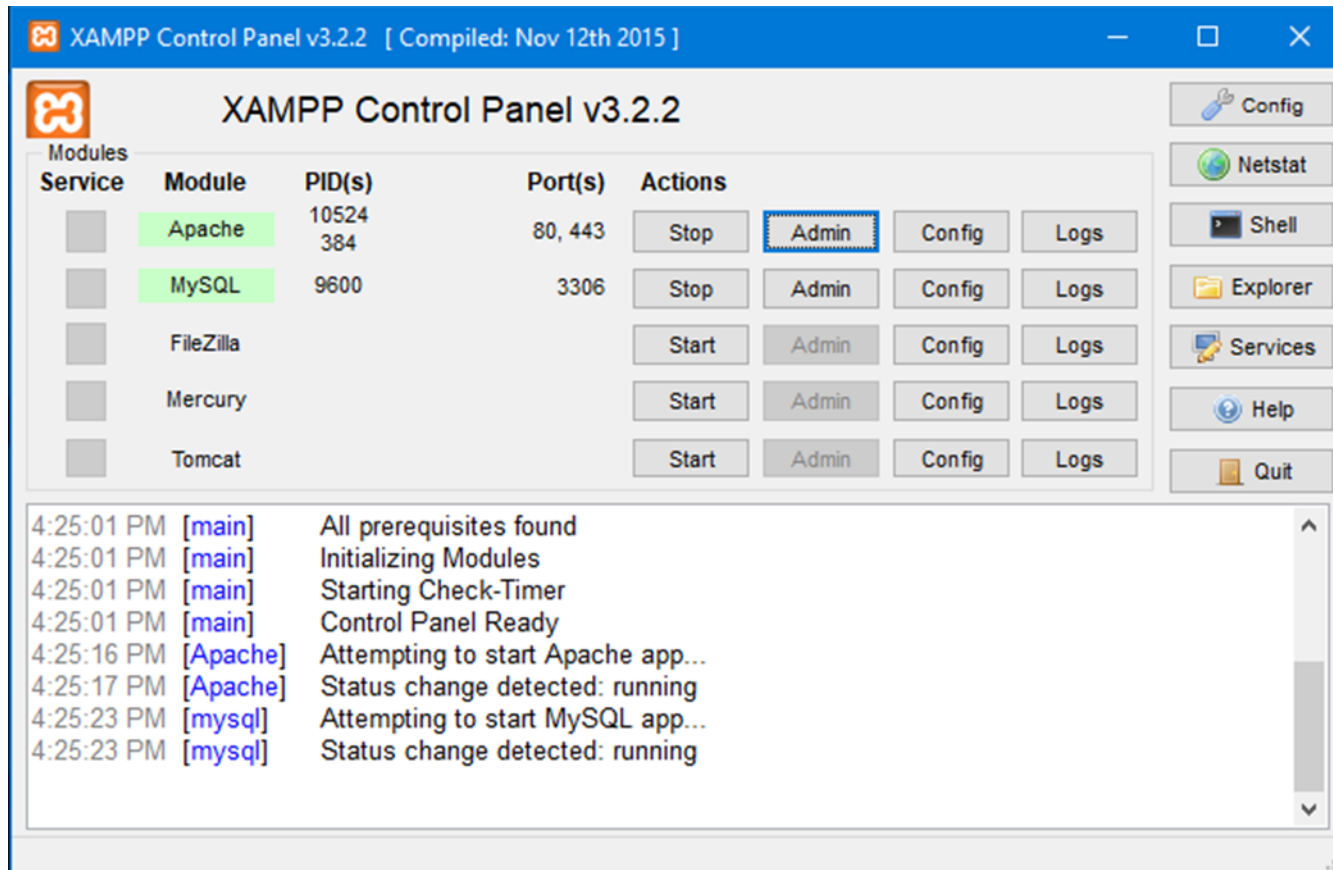 XAMPP Control Panel v3.2.2 [ Compiled: Nov 12th 2015 ]
XAMPP Control Panel v3.2.2
Config
Modules
Netstat
Service Module PID(s) Port(s) Actions
Apache 10524 384 80, 443 Stop Admin Config Logs
Shell
MySQL 9600 3306 Stop Admin Config Logs
Explorer
FileZilla Start Admin Config Logs
Services
Mercury Start Admin Config Logs
Help
Tomcat Start Admin Config Logs
Quit
4:25:01 PM [main] All prerequisites found
4:25:01 PM [main] Initializing Modules
4:25:01 PM [main] Starting Check-Timer
4:25:01 PM [main] Control Panel Ready
4:25:16 PM [Apache] Attempting to start Apache app...
4:25:17 PM [Apache] Status change detected: running
4:25:23 PM [mysql] Attempting to start MySQL app...
4:25:23 PM [mysql] Status change detected: running